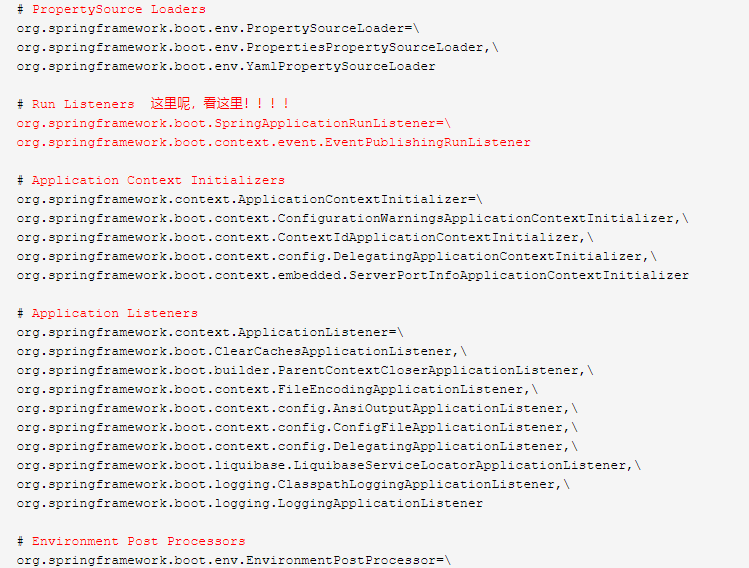 # PropertySource Loaders
org.springframework.boot.env.PropertySourceLoader=\
org.springframework.boot.env.PropertiesPropertySourceLoader,\
org.springframework.boot.env.YamlPropertySourceLoader
# Run Listeners  这里呢，看这里！！！！
org.springframework.boot.SpringApplicationRunListener=\
org.springframework.boot.context.event.EventPublishingRunListener
# Application Context Initializers
org.springframework.context.ApplicationContextInitializer=\
org.springframework.boot.context.ConfigurationWarningsApplicationContextInitializer,\
org.springframework.boot.context.ContextIdApplicationContextInitializer,\
org.springframework.boot.context.config.DelegatingApplicationContextInitializer,\
org.springframework.boot.context.embedded.ServerPortInfoApplicationContextInitializer
# Application Listeners
org.springframework.context.ApplicationListener=\
org.springframework.boot.ClearCachesApplicationListener,\
org.springframework.boot.builder.ParentContextCloserApplicationListener,\
org.springframework.boot.context.FileEncodingApplicationListener,\
org.springframework.boot.context.config.AnsiOutputApplicationListener,\
org.springframework.boot.context.config.ConfigFileApplicationListener,\
org.springframework.boot.context.config.DelegatingApplicationListener,\
org.springframework.boot.liquibase.LiquibaseServiceLocatorApplicationListener,\
org.springframework.boot.logging.ClasspathLoggingApplicationListener,\
org.springframework.boot.logging.LoggingApplicationListener
# Environment Post Processors
org.springframework.boot.env.EnvironmentPostProcessor=\